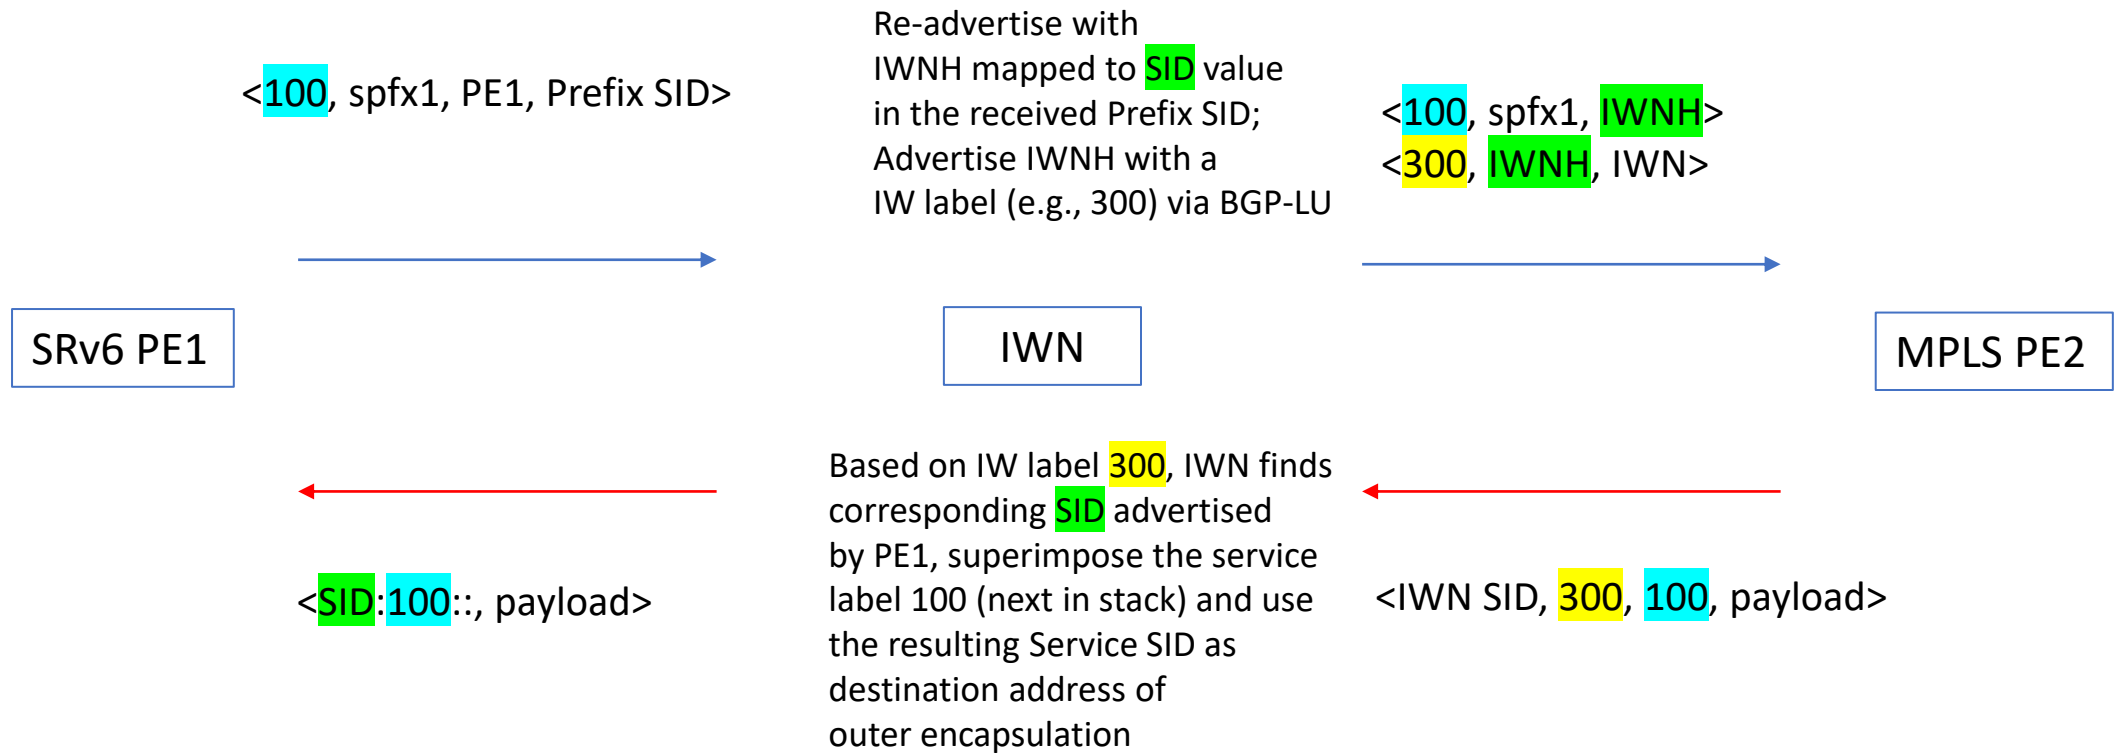 <100, spfx1, PE1, Prefix SID>
Re-advertise with
IWNH mapped to SID value
in the received Prefix SID;
Advertise IWNH with a
IW label (e.g., 300) via BGP-LU
<100, spfx1, IWNH>
<300, IWNH, IWN>
SRv6 PE1
IWN
MPLS PE2
<SID:100::, payload>
Based on IW label 300, IWN finds
corresponding SID advertised
by PE1, superimpose the service
label 100 (next in stack) and use
the resulting Service SID as
destination address of
outer encapsulation
<IWN SID, 300, 100, payload>